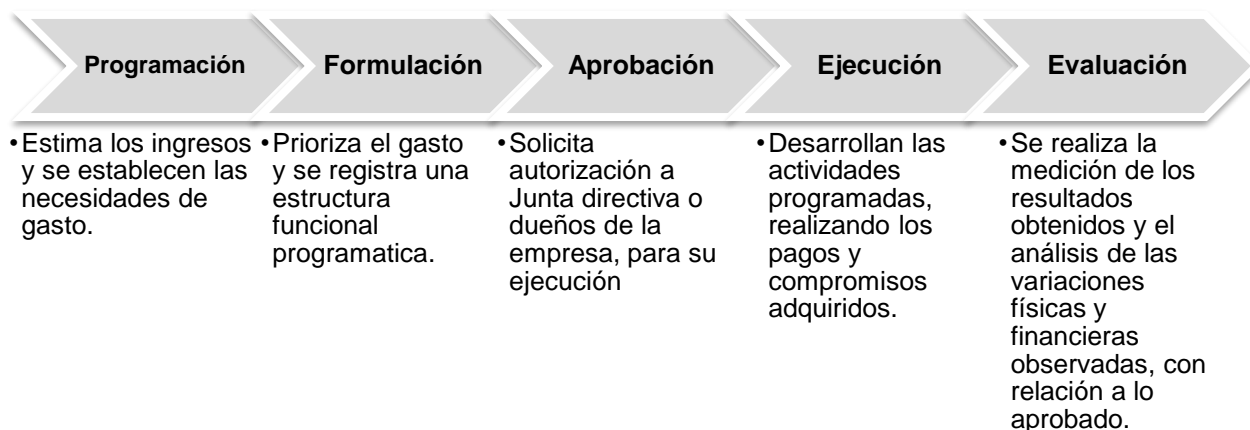 Programación
Formulación
Aprobación
Ejecución
Evaluación
•Estima los ingresos
y se establecen las
necesidades de
gasto.
•Prioriza el gasto
y se registra una
estructura
funcional
programatica.
•Solicita
autorización a
Junta directiva o
dueños de la
empresa, para su
ejecución
•Desarrollan las
actividades
programadas,
realizando los
pagos y
compromisos
adquiridos.
•Se realiza la
medición de los
resultados
obtenidos y el
análisis de las
variaciones
físicas y
financieras
observadas, con
relación a lo
aprobado.